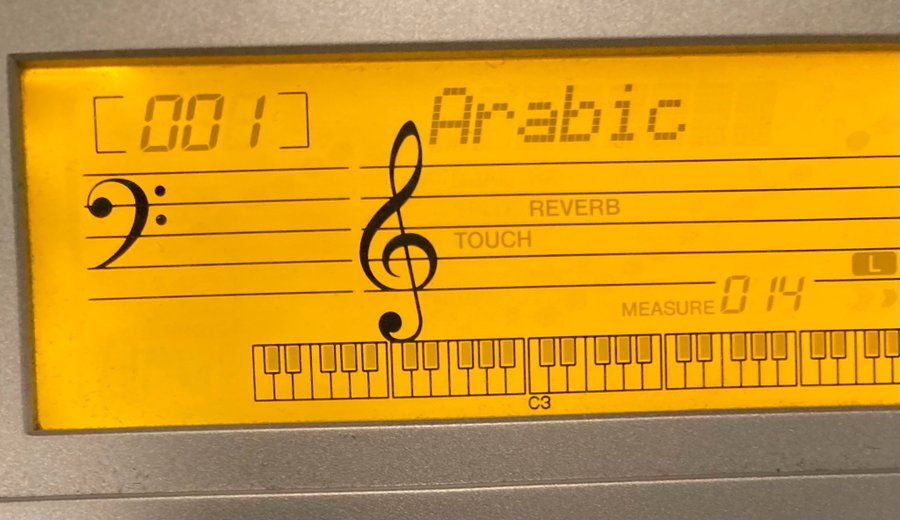 001 Arabic
REVERB
TOUCH
L
MEASURE 014
C3